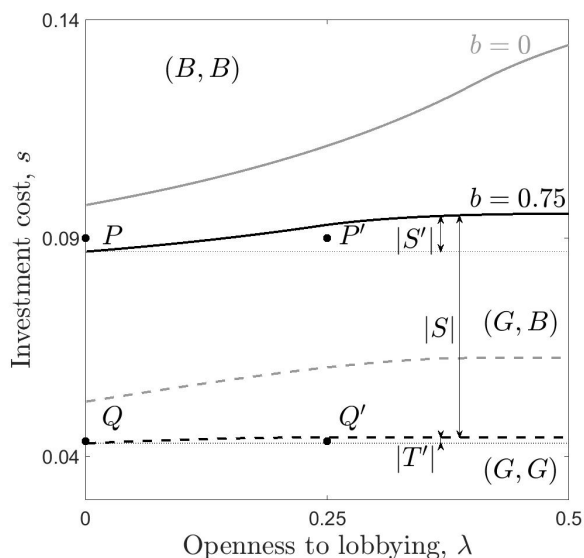 0.14
b = 0
(B, B)
b = 0.75
0.09
P
P′
|S′|
Investment cost, s
|S|
(G, B)
Q
Q′
0.04
|T′|
(G, G)
0
0.25
0.5
Openness to lobbying, λ